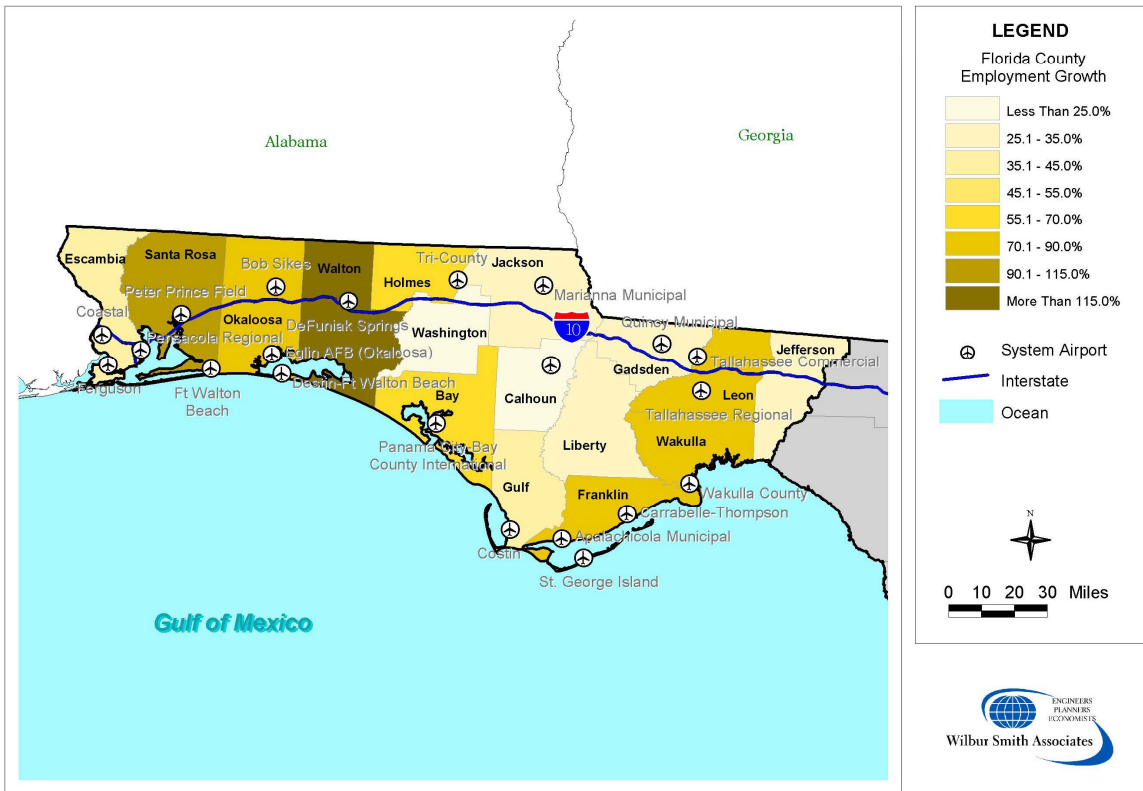 Alabama
Georgia
Escambia
Santa Rosa
Bob Sikes
Walton
Holmes
Tri-County
Jackson
Peter Prince Field
Marianna Municipal
Coastal
Okaloosa
DeFuniak Springs
Washington
10
Quincy Municipal
Pensacola Regional
Eglin AFB (Okaloosa)
Tallahassee Commercial
Jefferson
Ferguson
Ft Walton
Beach
Destin-Ft Walton Beach
Gadsden
Bay
Calhoun
Leon
Tallahassee Regional
Panama City-Bay
County International
Liberty
Wakulla
Gulf
Franklin
Wakulla County
Carrabelle-Thompson
Costin
Apalachicola Municipal
St. George Island
Gulf of Mexico
LEGEND
Florida County
Employment Growth
Less Than 25.0%
25.1 - 35.0%
35.1 - 45.0%
45.1 - 55.0%
55.1 - 70.0%
70.1 - 90.0%
90.1 - 115.0%
More Than 115.0%
System Airport
Interstate
Ocean
N
0 10 20 30 Miles
ENGINEERS
PLANNERS
ECONOMISTS
Wilbur Smith Associates